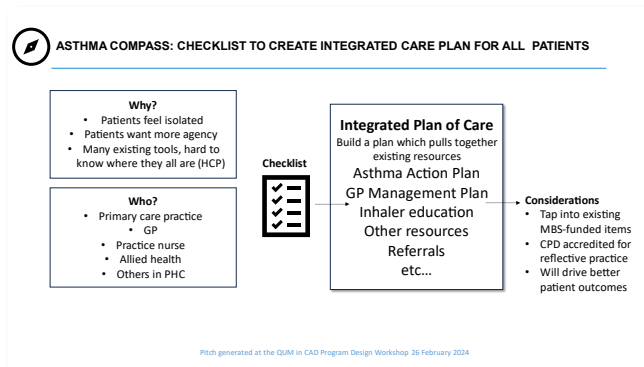 ASTHMA COMPASS: CHECKLIST TO CREATE INTEGRATED CARE PLAN FOR ALL PATIENTS
Why?
• Patients feel isolated
• Patients want more agency
• Many existing tools, hard to
know where they all are (HCP)
Who?
• Primary care practice
• GP
• Practice nurse
• Allied health
• Others in PHC
Checklist
Integrated Plan of Care
Build a plan which pulls together
existing resources
Asthma Action Plan
GP Management Plan
Inhaler education
Other resources
Referrals
etc...
Considerations
• Tap into existing
MBS-funded items
• CPD accredited for
reflective practice
• Will drive better
patient outcomes
Pitch generated at the QUM in CAD Program Design Workshop 26 February 2024